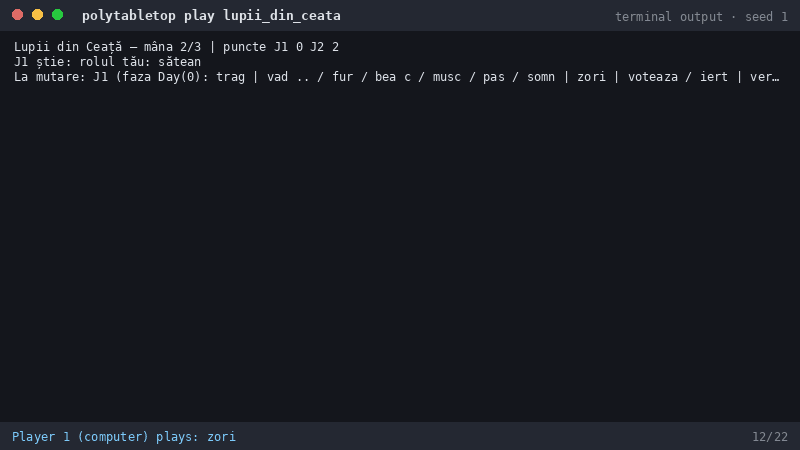 polytabletop play lupii_din_ceata
terminal output · seed 1
Lupii din Ceață — mâna 2/3 | puncte J1 0 J2 2
J1 știe: rolul tău: sătean
La mutare: J1 (faza Day(0): trag | vad .. / fur / bea c / musc / pas / somn | zori | voteaza / iert | ver…
Player 1 (computer) plays: zori
12/22